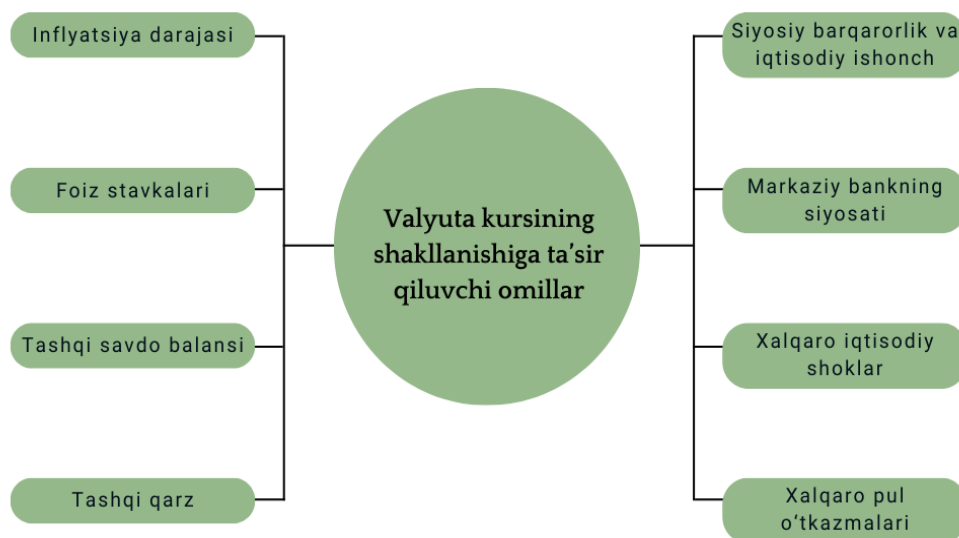 Inflyatsiya darajasi
Foiz stavkalari
Tashqi savdo balansi
Tashqi qarz
Valyuta kursining
shakllanishiga ta’sir
qiluvchi omillar
Siyosiy barqarorlik va
iqtisodiy ishonch
Markaziy bankning
siyosati
Xalqaro iqtisodiy
shoklar
Xalqaro pul
o‘tkazmalari